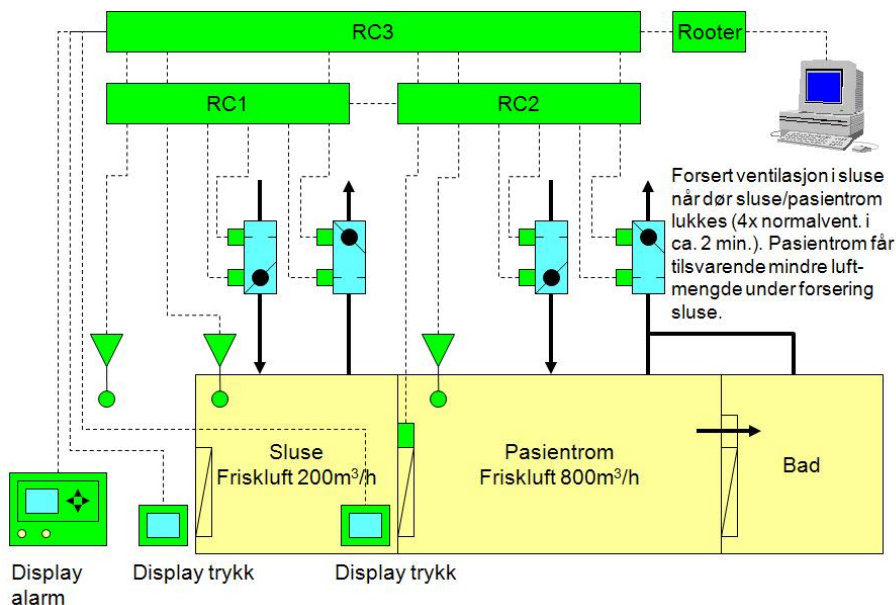 RC3
Rooter
RC1
RC2
Forsert ventilasjon i sluse
når dør sluse/pasientrom
lukkes (4x normalvent. i
ca. 2 min.). Pasientrom får
tilsvarende mindre luft-
mengde under forsering
sluse.
Sluse
Friskluft 200m³/h
Pasientrom
Friskluft 800m³/h
Bad
Display
alarm
Display trykk
Display trykk